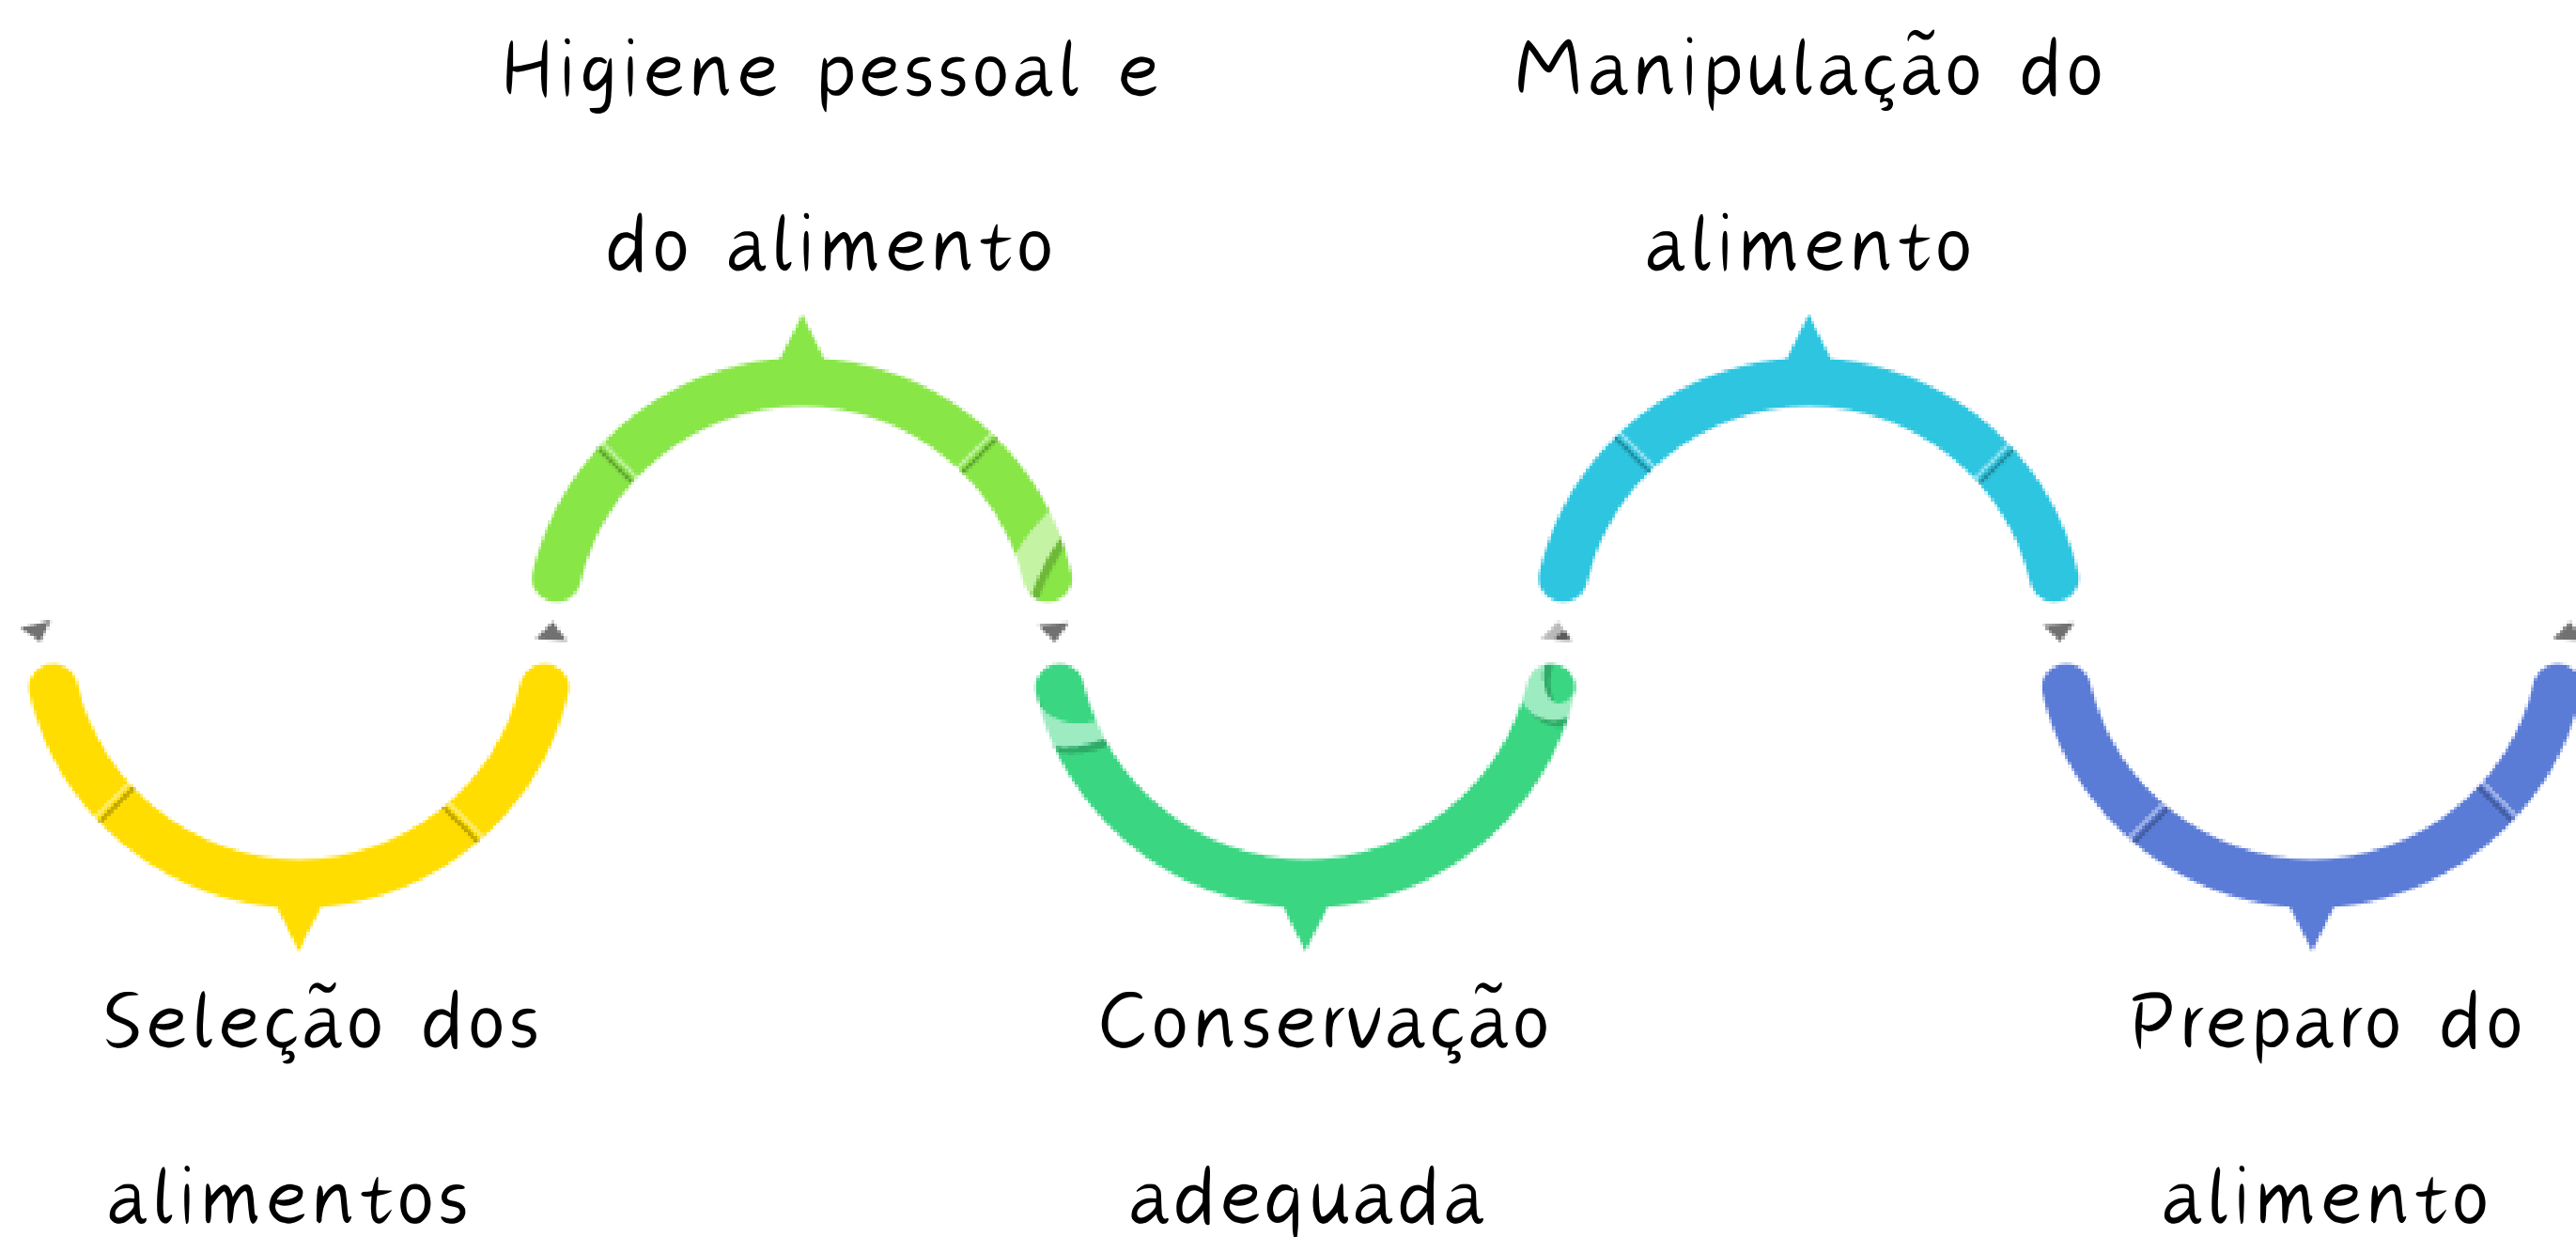 Higiene pessoal e
do alimento
Manipulação do
alimento
Seleção dos
alimentos
Conservação
adequada
Preparo do
alimento